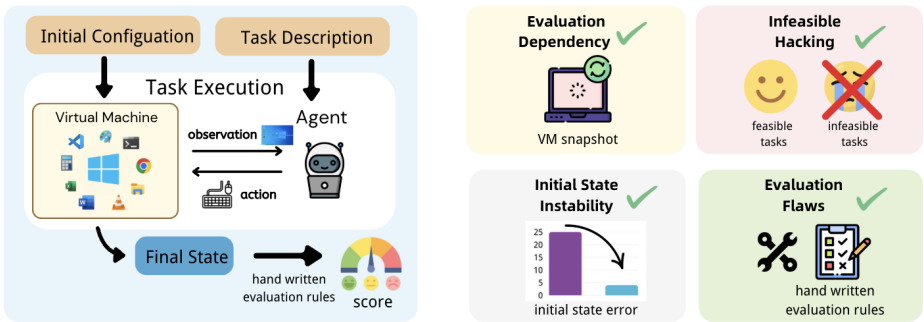 Initial Configuation
Task Description
Task Execution
Virtual Machine
Agent
observation
action
Final State
hand written
evaluation rules
score
Evaluation
Dependency
VM snapshot
Infeasible
Hacking
feasible
tasks
infeasible
tasks
Initial State
Instability
25
20
15
10
5
0
initial state error
Evaluation
Flaws
hand written
evaluation rules